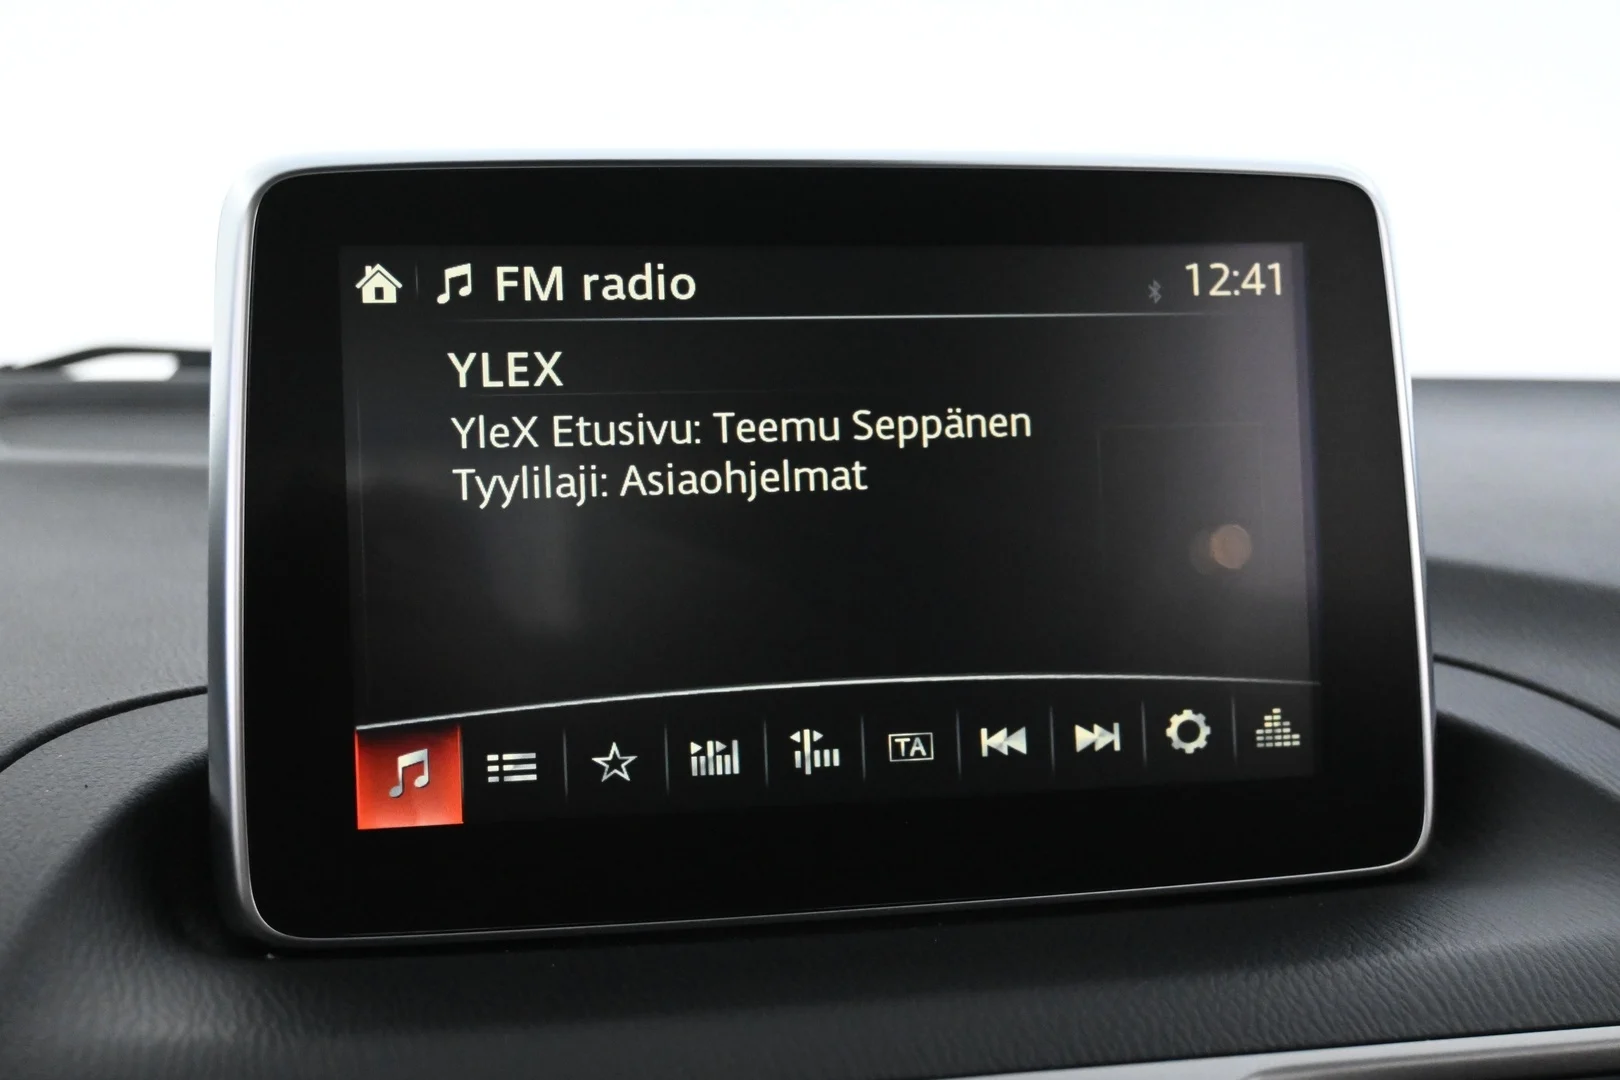 FM radio
12:41
YLEX
YleX Etusivu: Teemu Seppänen
Tyylilaji: Asiaohjelmat
TA